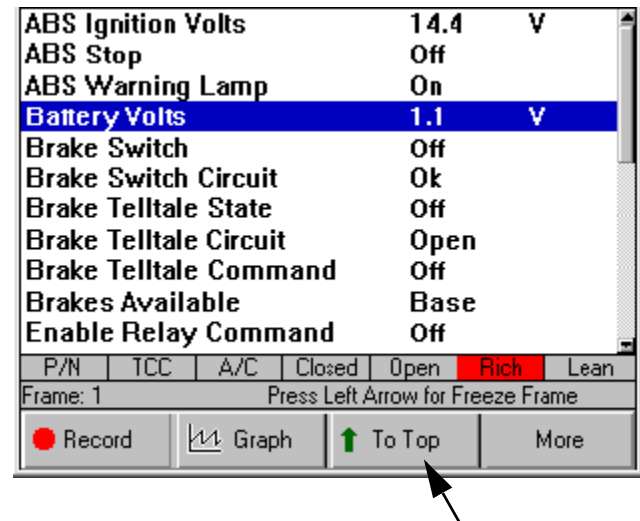 ABS Ignition Volts 14.4 V
ABS Stop Off
ABS Warning Lamp On
Battery Volts 1.1 V
Brake Switch Off
Brake Switch Circuit Ok
Brake Telltale State Off
Brake Telltale Circuit Open
Brake Telltale Command Off
Brakes Available Base
Enable Relay Command Off
P/N TCC A/C Closed Open Rich Lean
Frame: 1 Press Left Arrow for Freeze Frame
Record Graph To Top More